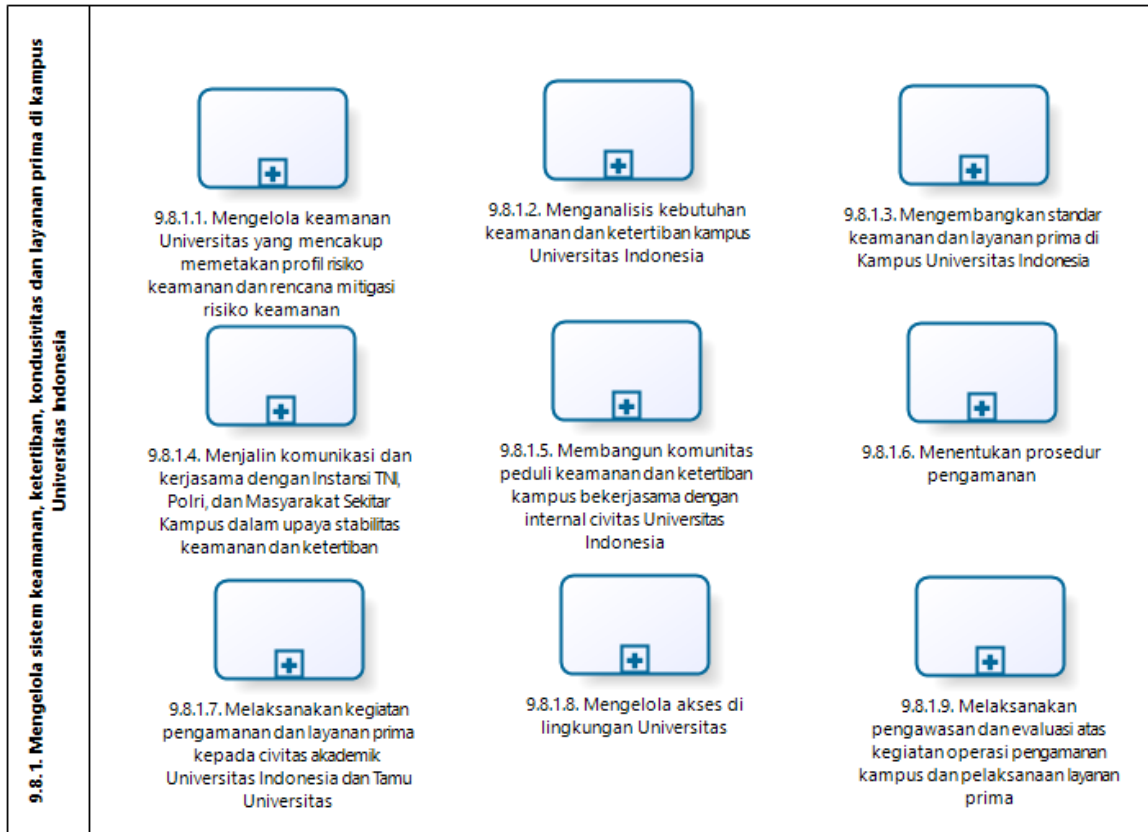 9.8.1. Mengelola sistem keamanan, ketertiban, kondusivitas dan layanan prima di kampus
Universitas Indonesia
9.8.1.1. Mengelola keamanan
Universitas yang mencakup
memetakan profil risiko
keamanan dan rencana mitigasi
risiko keamanan
9.8.1.2. Menganalisis kebutuhan
keamanan dan ketertiban kampus
Universitas Indonesia
9.8.1.3. Mengembangkan standar
keamanan dan layanan prima di
Kampus Universitas Indonesia
9.8.1.4. Menjalin komunikasi dan
kerjasama dengan Instansi TNI,
Polri, dan Masyarakat Sekitar
Kampus dalam upaya stabilitas
keamanan dan ketertiban
9.8.1.5. Membangun komunitas
peduli keamanan dan ketertiban
kampus bekerjasama dengan
internal civitas Universitas
Indonesia
9.8.1.6. Menentukan prosedur
pengamanan
9.8.1.7. Melaksanakan kegiatan
pengamanan dan layanan prima
kepada civitas akademik
Universitas Indonesia dan Tamu
Universitas
9.8.1.8. Mengelola akses di
lingkungan Universitas
9.8.1.9. Melaksanakan
pengawasan dan evaluasi atas
kegiatan operasi pengamanan
kampus dan pelaksanaan layanan
prima